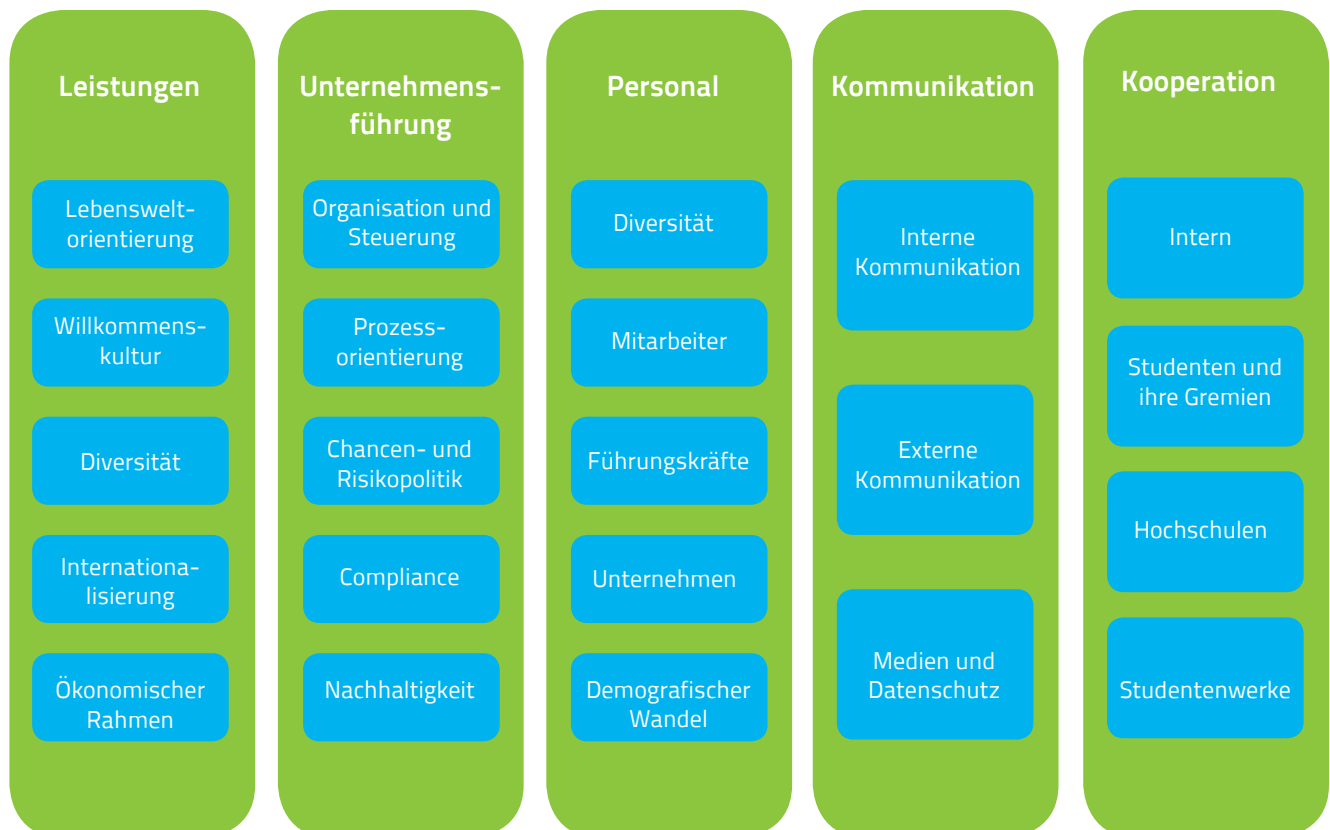 Leistungen
Lebenswelt-
orientierung
Willkommens-
kultur
Diversität
Internationa-
lisierung
Ökonomischer
Rahmen
Unternehmens-
führung
Organisation und
Steuerung
Prozess-
orientierung
Chancen- und
Risikopolitik
Compliance
Nachhaltigkeit
Personal
Diversität
Mitarbeiter
Führungskräfte
Unternehmen
Demografischer
Wandel
Kommunikation
Interne
Kommunikation
Externe
Kommunikation
Medien und
Datenschutz
Kooperation
Intern
Studenten und
ihre Gremien
Hochschulen
Studentenwerke